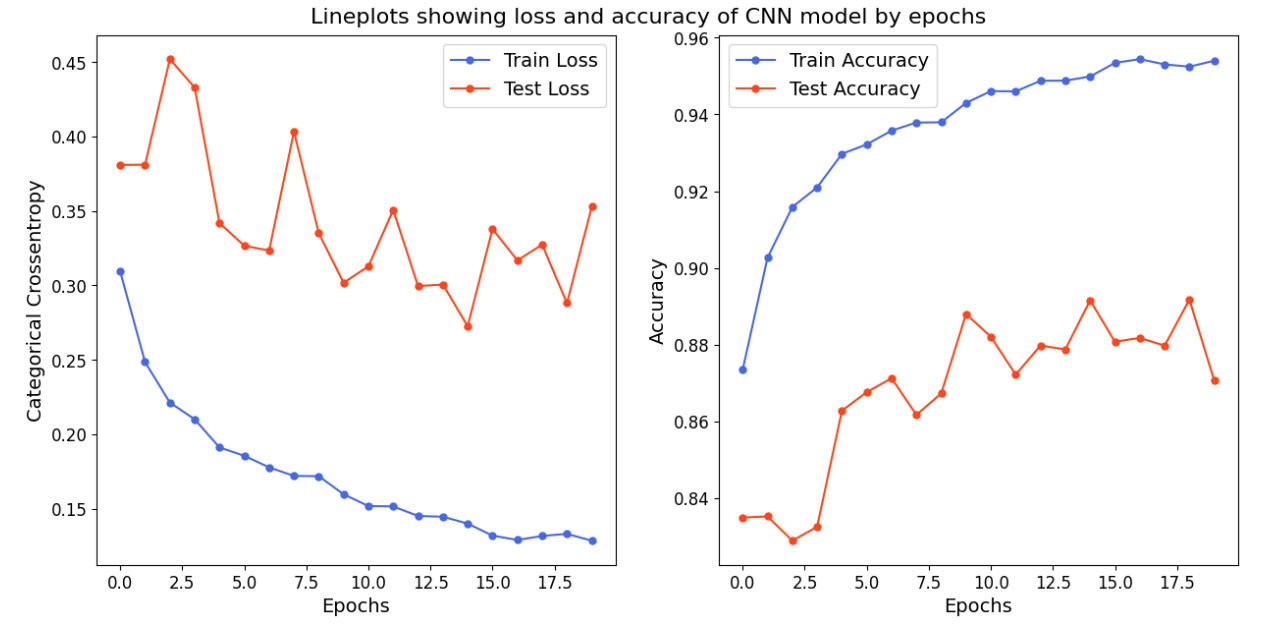 Lineplots showing loss and accuracy of CNN model by epochs
Train Loss
Test Loss
0.45
0.40
0.35
0.30
0.25
0.20
0.15
Categorical Crossentropy
0.0 2.5 5.0 7.5 10.0 12.5 15.0 17.5
Epochs
Train Accuracy
Test Accuracy
0.96
0.94
0.92
0.90
0.88
0.86
0.84
Accuracy
0.0 2.5 5.0 7.5 10.0 12.5 15.0 17.5
Epochs